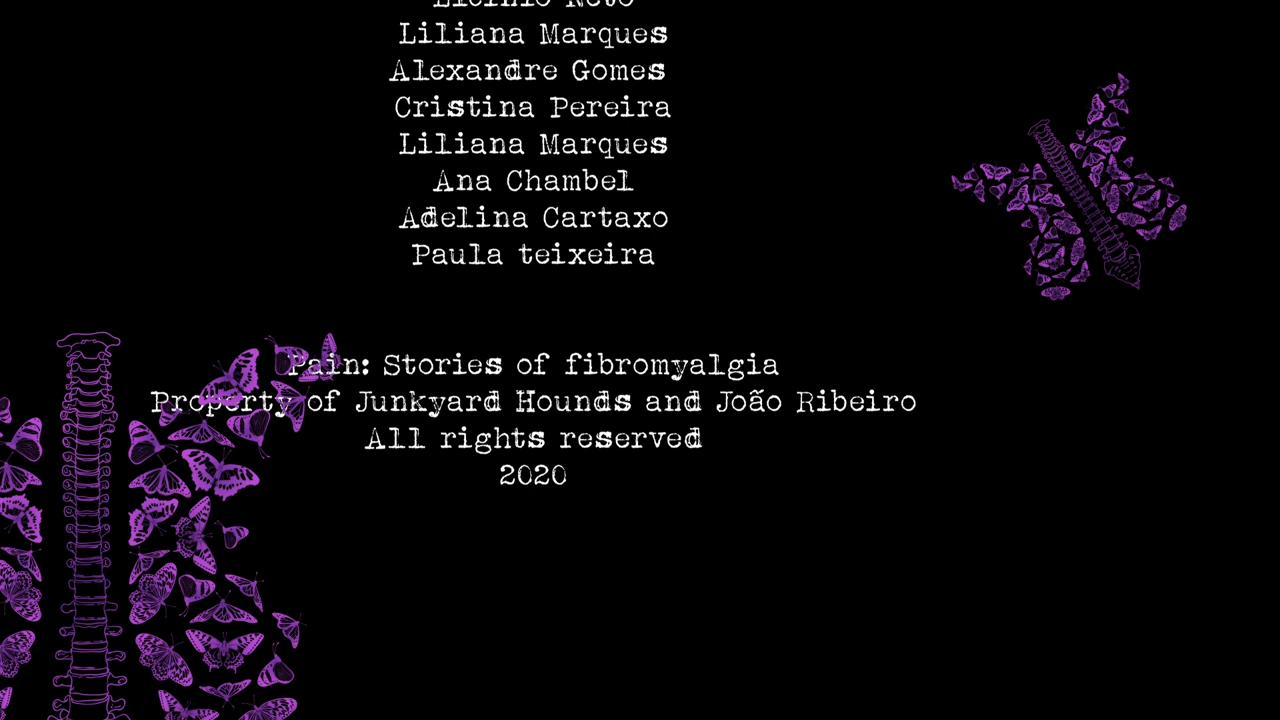 Liliana Marques
Alexandre Gomes
Cristina Pereira
Liliana Marques
Ana Chambel
Adelina Cartaxo
Paula teixeira
Pain: Stories of fibromyalgia
Property of Junkyard Hounds and João Ribeiro
All rights reserved
2020